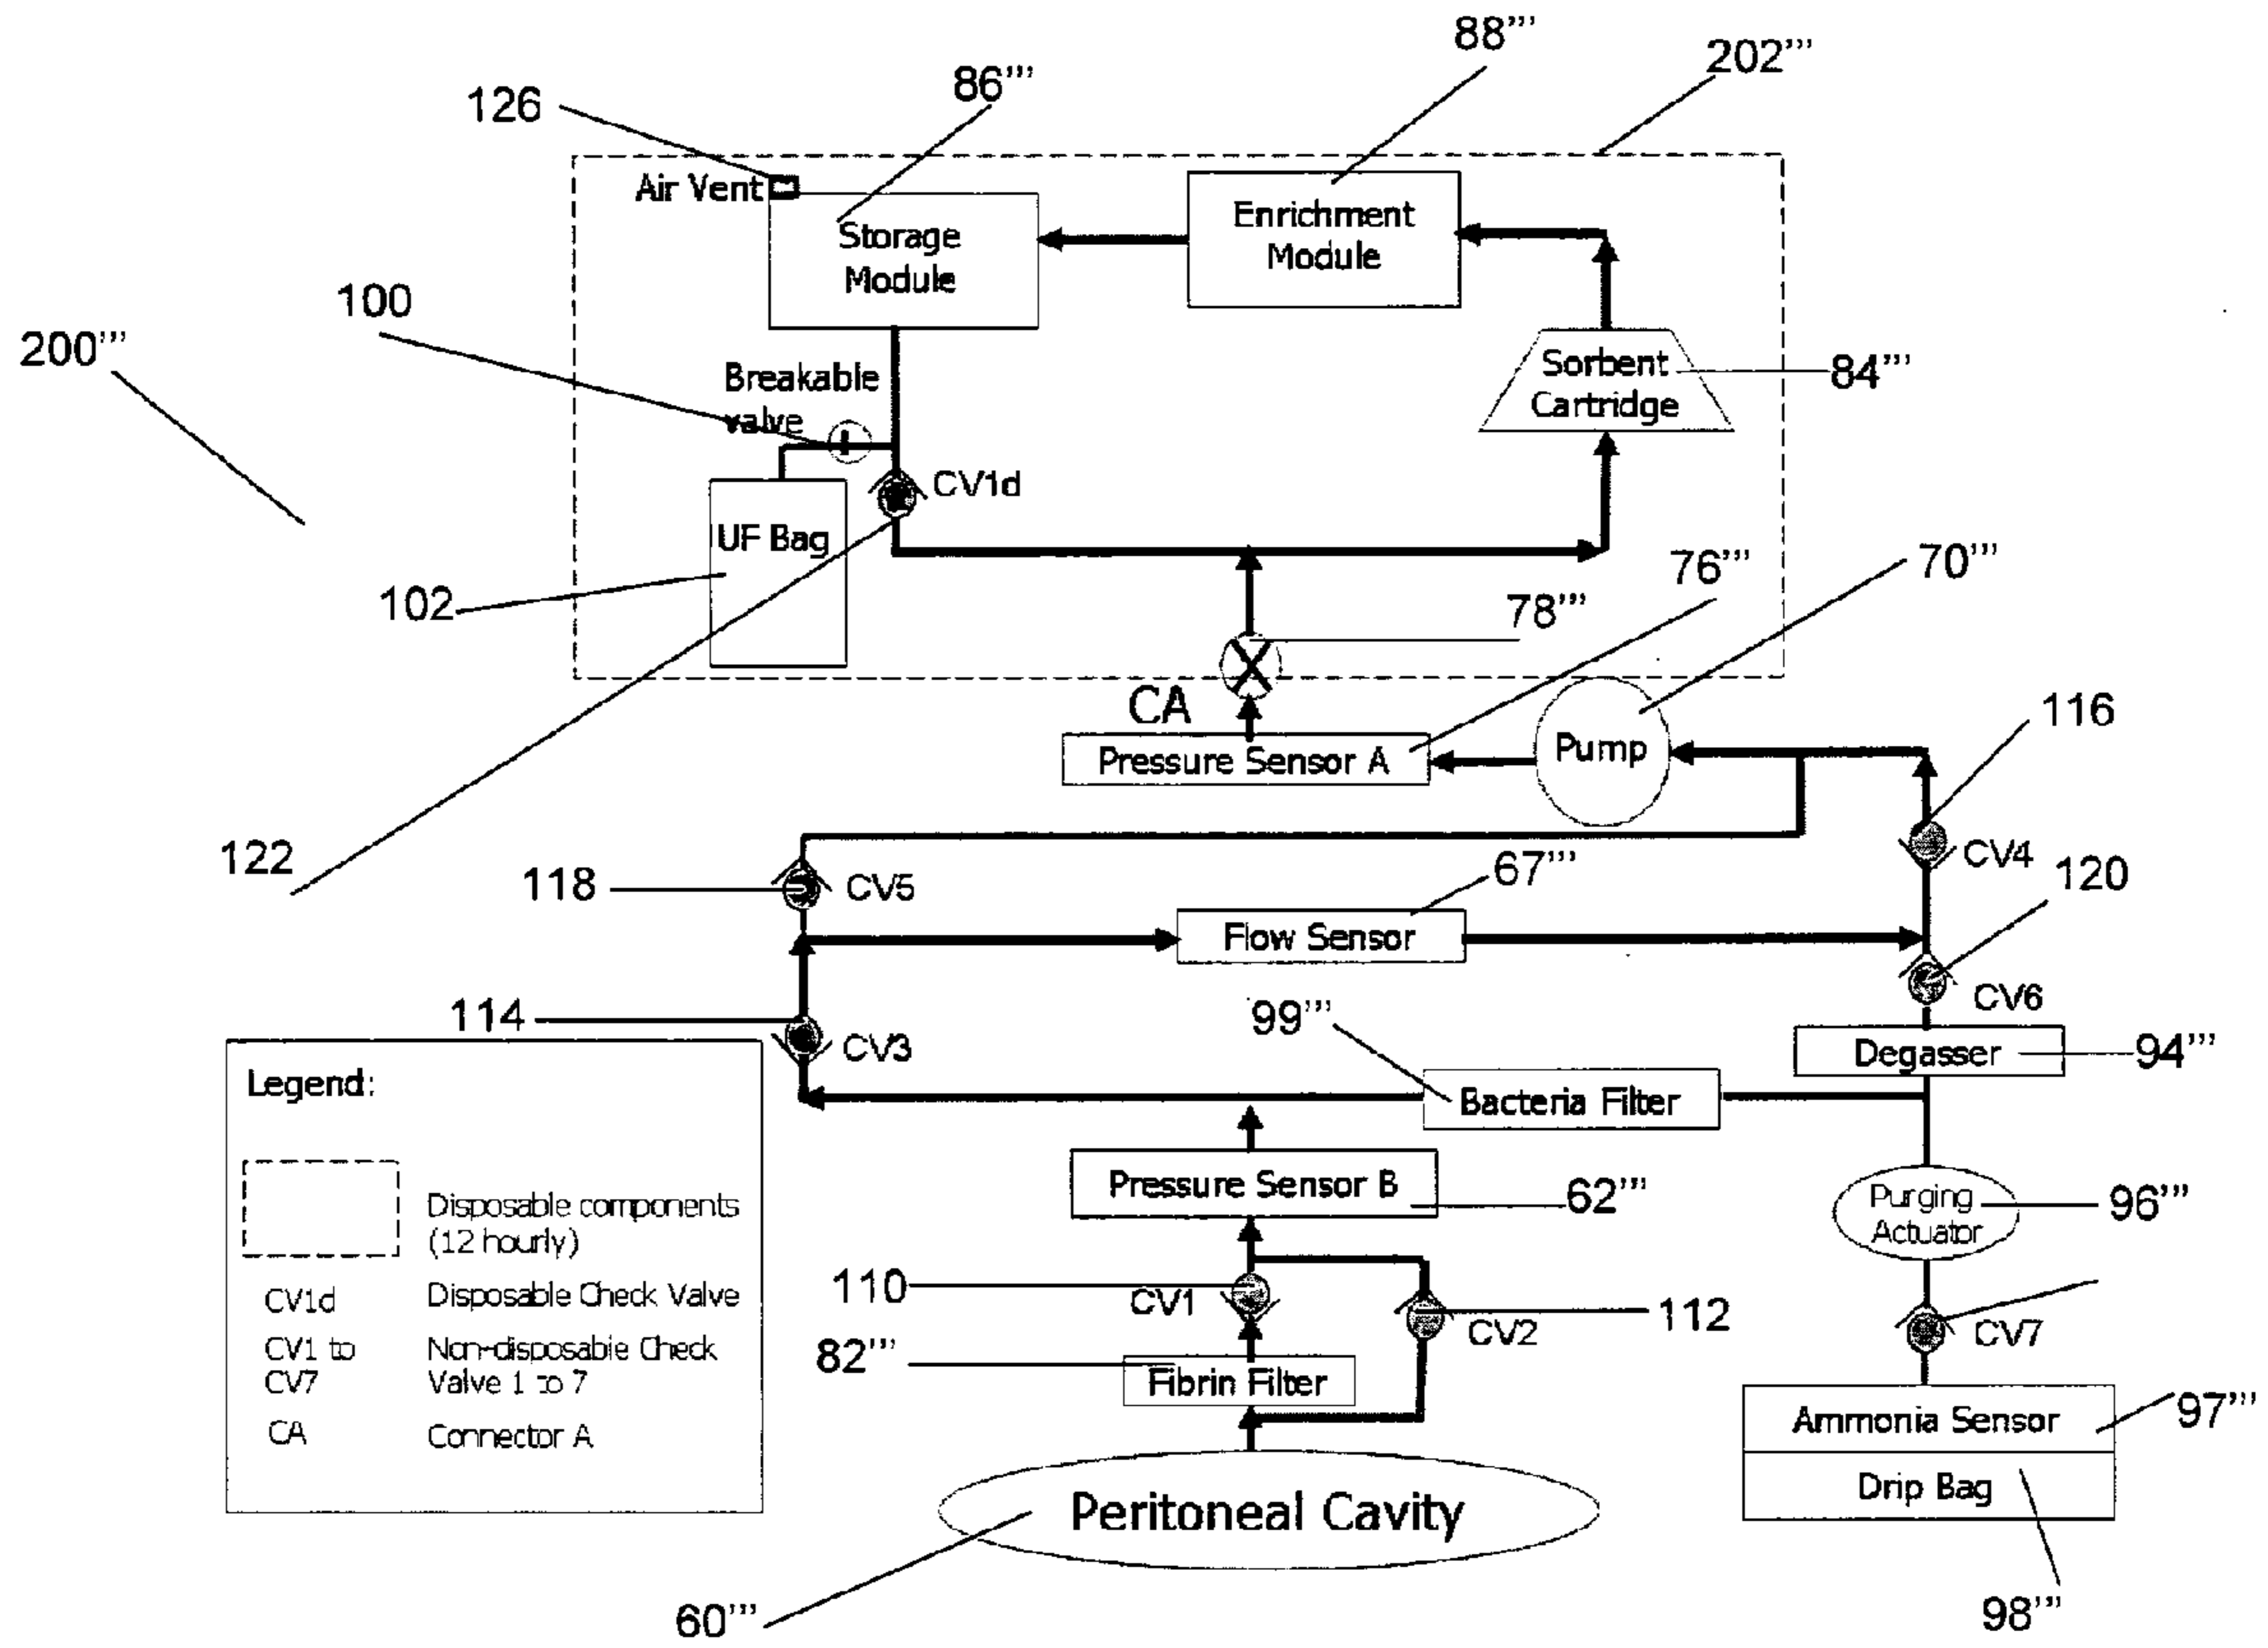 88'''
202'''
86'''
126
Air Vent
Storage
Module
Enrichment
Module
100
200'''
Breakable
valve
Sorbent
Cartridge
84'''
CV1d
UF Bag
102
76'''
70'''
78'''
CA
116
Pressure Sensor A
Pump
122
118
CV5
67'''
CV4
120
Flow Sensor
CV6
114
CV3
99'''
Degasser
94'''
Bacteria Filter
Legend:
Disposable components
(12 hourly)
CV1d
Disposable Check Valve
CV1 to
CV7
Non-disposable Check
Valve 1 to 7
CA
Connector A
Pressure Sensor B
62'''
Purging
Actuator
96'''
110
CV1
CV2
112
CV7
82'''
Fibrin Filter
Ammonia Sensor
97'''
Drip Bag
Peritoneal Cavity
60'''
98'''